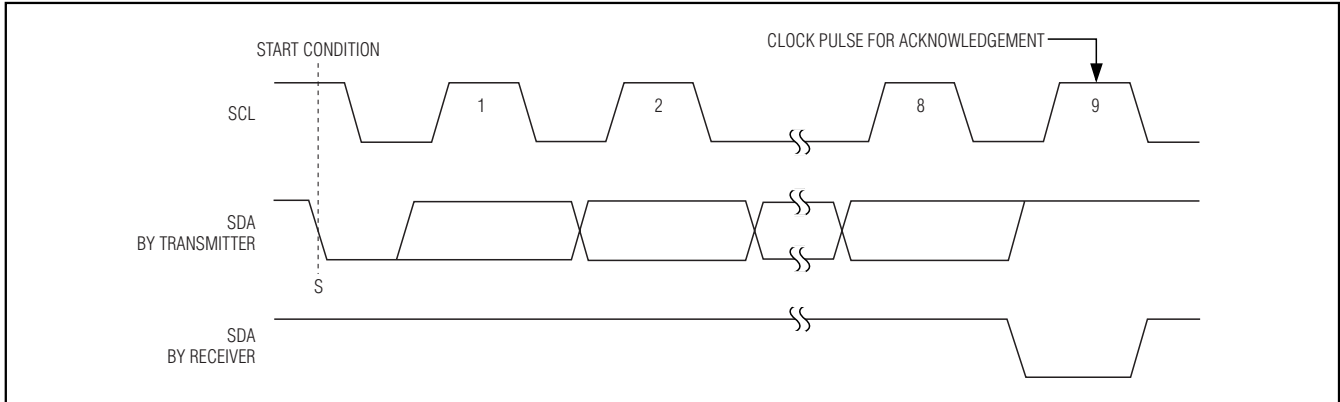 START CONDITION
CLOCK PULSE FOR ACKNOWLEDGEMENT
SCL
1
2
8
9
SDA
BY TRANSMITTER
S
SDA
BY RECEIVER